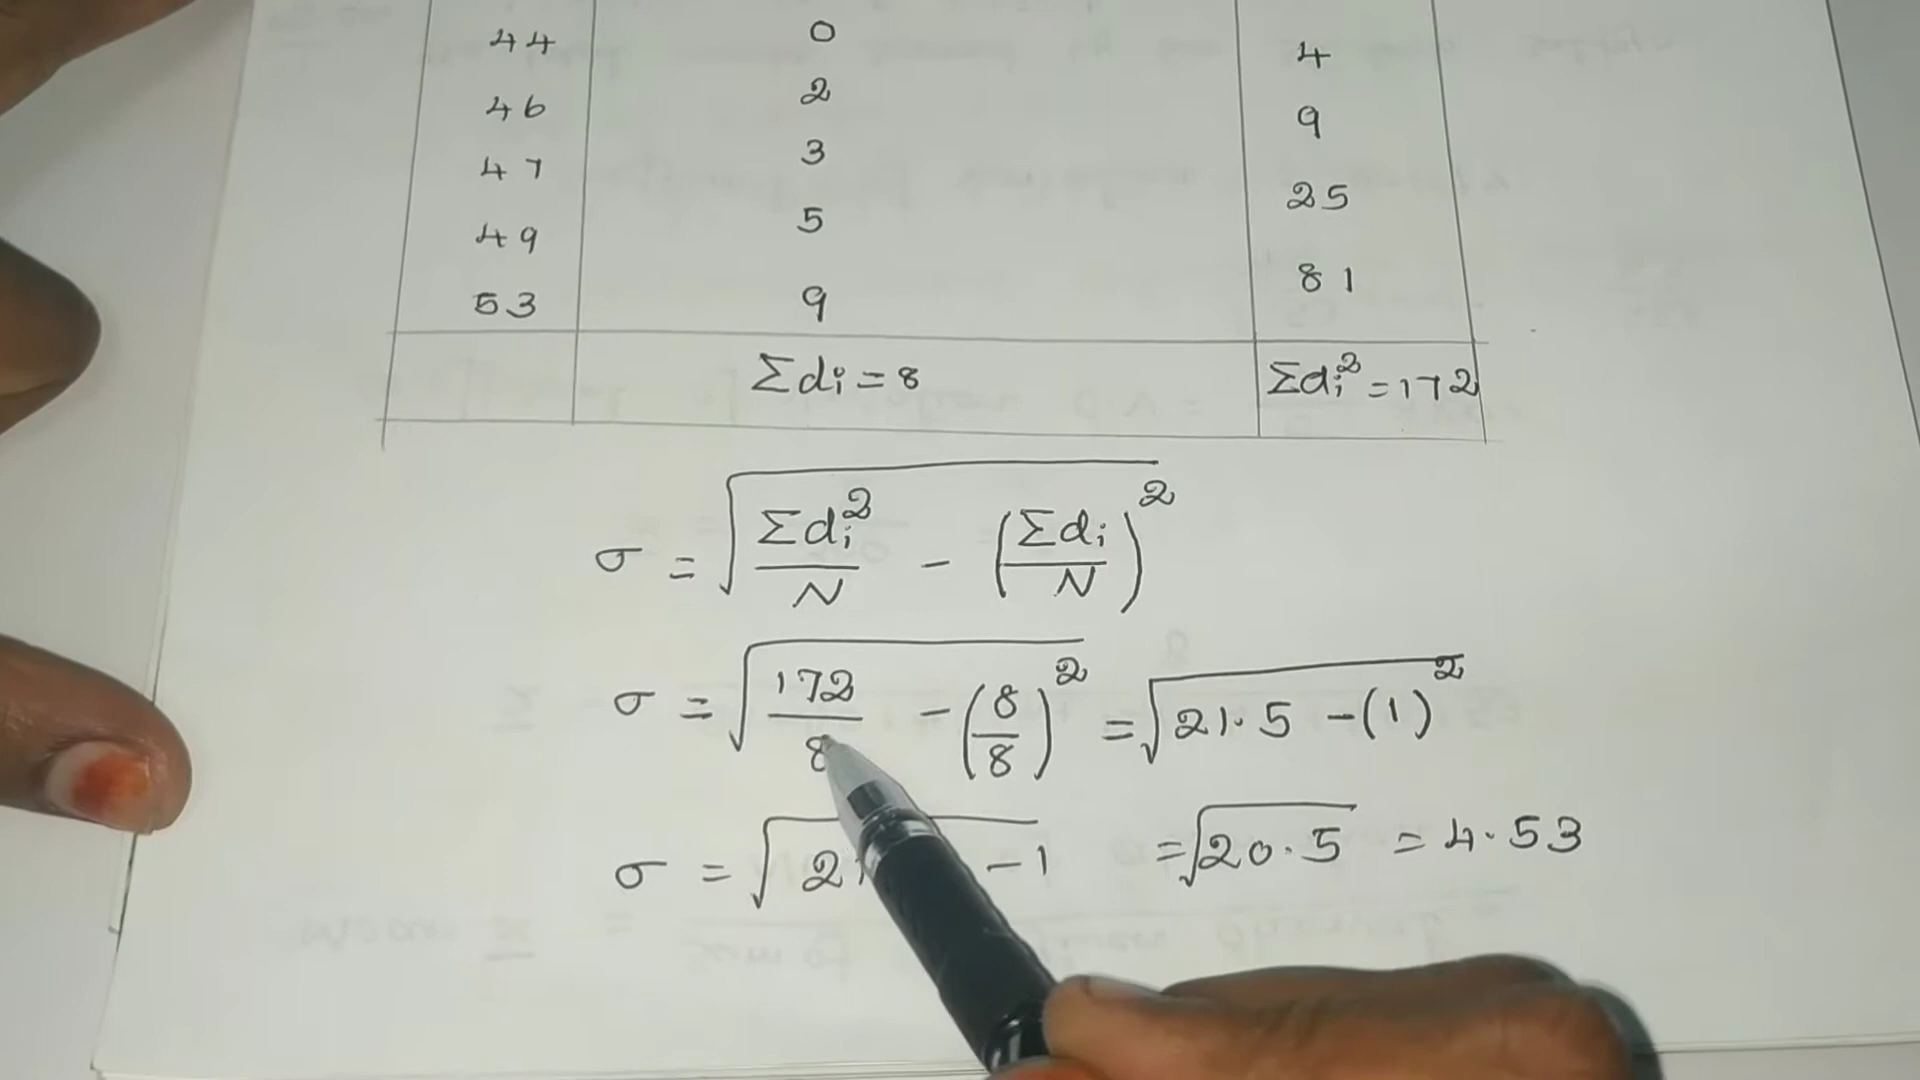 44 0 4
46 2 9
47 3 25
49 5 81
53 9
Σdi = 8 Σdi² = 172
σ = √(Σdi²/N - (Σdi/N)²)
σ = √(172/8 - (8/8)²) = √(21.5 - (1)²)
σ = √(21 - 1) = √20.5 = 4.53